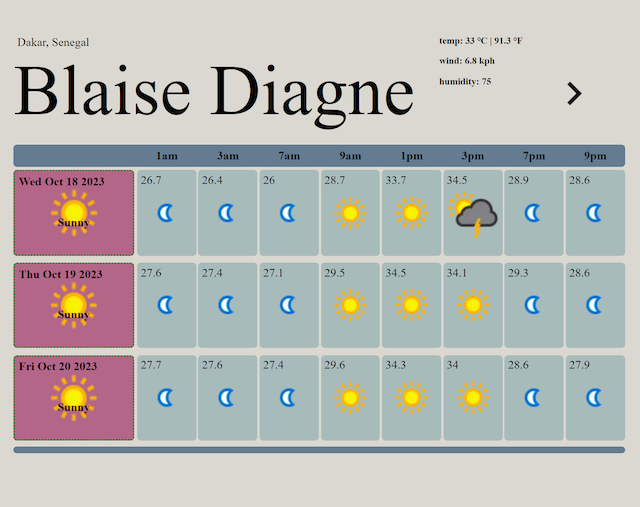 Dakar, Senegal
temp: 33 °C | 91.3 °F
wind: 6.8 kph
humidity: 75
Blaise Diagne
1am 3am 7am 9am 1pm 3pm 7pm 9pm
Wed Oct 18 2023 26.7 26.4 26 28.7 33.7 34.5 28.9 28.6
Sunny
Thu Oct 19 2023 27.6 27.4 27.1 29.5 34.5 34.1 29.3 28.6
Sunny
Fri Oct 20 2023 27.7 27.6 27.4 29.6 34.3 34 28.6 27.9
Sunny